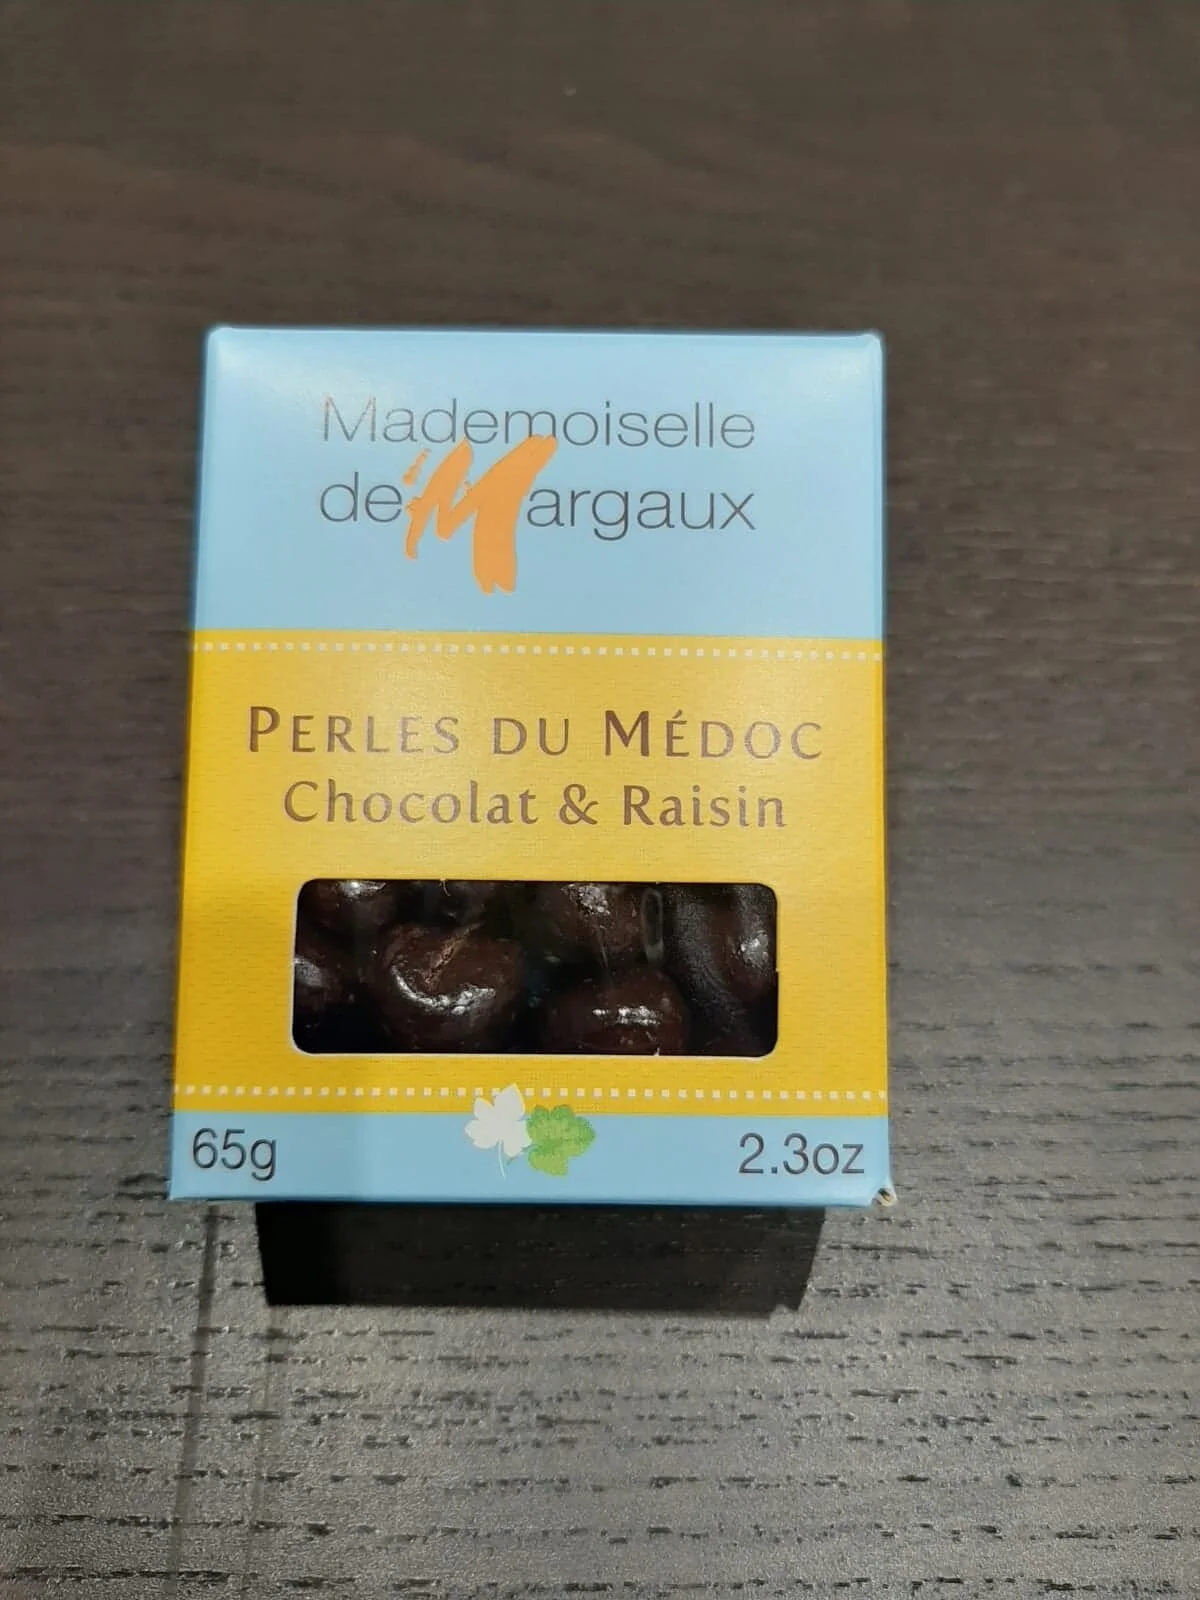 Mademoiselle
de Margaux
PERLES DU MÉDOC
Chocolat & Raisin
65g
2.3oz